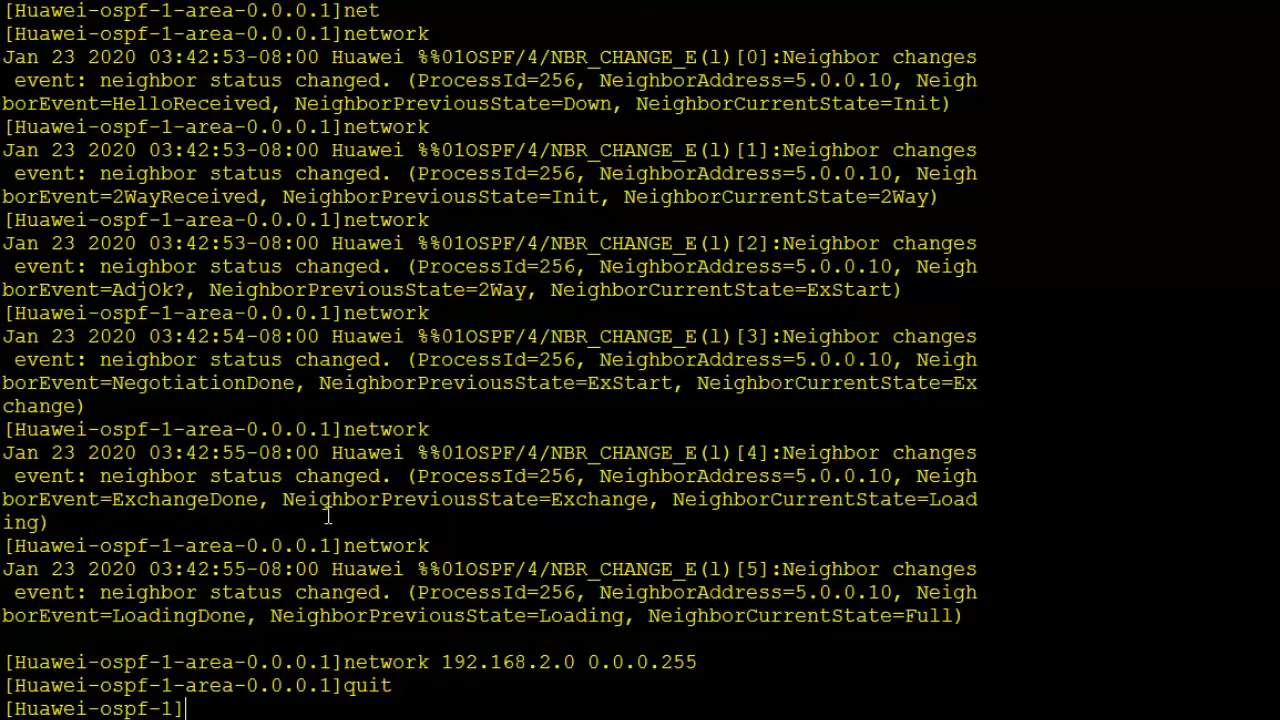 [Huawei-ospf-1-area-0.0.0.1]net
[Huawei-ospf-1-area-0.0.0.1]network
Jan 23 2020 03:42:53-08:00 Huawei %%01OSPF/4/NBR_CHANGE_E(l)[0]:Neighbor changes
 event: neighbor status changed. (ProcessId=256, NeighborAddress=5.0.0.10, Neigh
borEvent=HelloReceived, NeighborPreviousState=Down, NeighborCurrentState=Init)
[Huawei-ospf-1-area-0.0.0.1]network
Jan 23 2020 03:42:53-08:00 Huawei %%01OSPF/4/NBR_CHANGE_E(l)[1]:Neighbor changes
 event: neighbor status changed. (ProcessId=256, NeighborAddress=5.0.0.10, Neigh
borEvent=2WayReceived, NeighborPreviousState=Init, NeighborCurrentState=2Way)
[Huawei-ospf-1-area-0.0.0.1]network
Jan 23 2020 03:42:53-08:00 Huawei %%01OSPF/4/NBR_CHANGE_E(l)[2]:Neighbor changes
 event: neighbor status changed. (ProcessId=256, NeighborAddress=5.0.0.10, Neigh
borEvent=AdjOk?, NeighborPreviousState=2Way, NeighborCurrentState=ExStart)
[Huawei-ospf-1-area-0.0.0.1]network
Jan 23 2020 03:42:54-08:00 Huawei %%01OSPF/4/NBR_CHANGE_E(l)[3]:Neighbor changes
 event: neighbor status changed. (ProcessId=256, NeighborAddress=5.0.0.10, Neigh
borEvent=NegotiationDone, NeighborPreviousState=ExStart, NeighborCurrentState=Ex
change)
[Huawei-ospf-1-area-0.0.0.1]network
Jan 23 2020 03:42:55-08:00 Huawei %%01OSPF/4/NBR_CHANGE_E(l)[4]:Neighbor changes
 event: neighbor status changed. (ProcessId=256, NeighborAddress=5.0.0.10, Neigh
borEvent=ExchangeDone, NeighborPreviousState=Exchange, NeighborCurrentState=Load
ing)
[Huawei-ospf-1-area-0.0.0.1]network
Jan 23 2020 03:42:55-08:00 Huawei %%01OSPF/4/NBR_CHANGE_E(l)[5]:Neighbor changes
 event: neighbor status changed. (ProcessId=256, NeighborAddress=5.0.0.10, Neigh
borEvent=LoadingDone, NeighborPreviousState=Loading, NeighborCurrentState=Full)
[Huawei-ospf-1-area-0.0.0.1]network 192.168.2.0 0.0.0.255
[Huawei-ospf-1-area-0.0.0.1]quit
[Huawei-ospf-1]